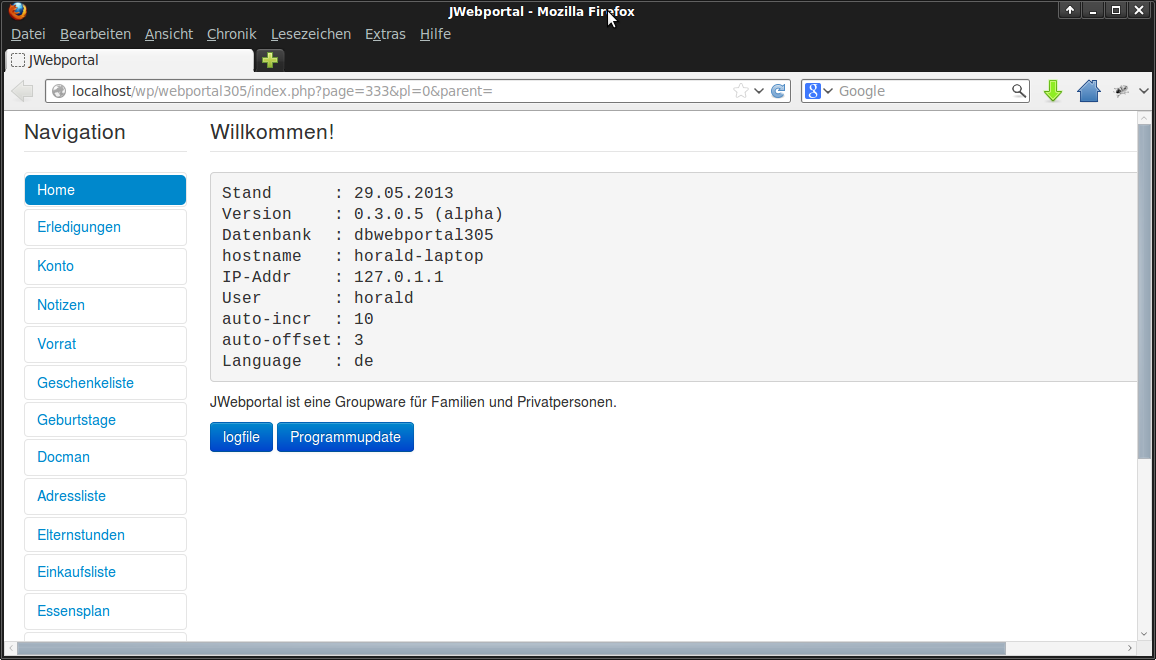 JWebportal - Mozilla Firefox
Datei Bearbeiten Ansicht Chronik Lesezeichen Extras Hilfe
JWebportal
localhost/wp/webportal305/index.php?page=333&pl=0&parent=
8 Google
Navigation
Willkommen!
Home
Erledigungen
Konto
Notizen
Vorrat
Geschenkeliste
Geburtstage
Docman
Adressliste
Elternstunden
Einkaufsliste
Essensplan
Stand : 29.05.2013
Version : 0.3.0.5 (alpha)
Datenbank : dbwebportal305
hostname : horald-laptop
IP-Addr : 127.0.1.1
User : horald
auto-incr : 10
auto-offset: 3
Language : de
JWebportal ist eine Groupware für Familien und Privatpersonen.
logfile Programmupdate